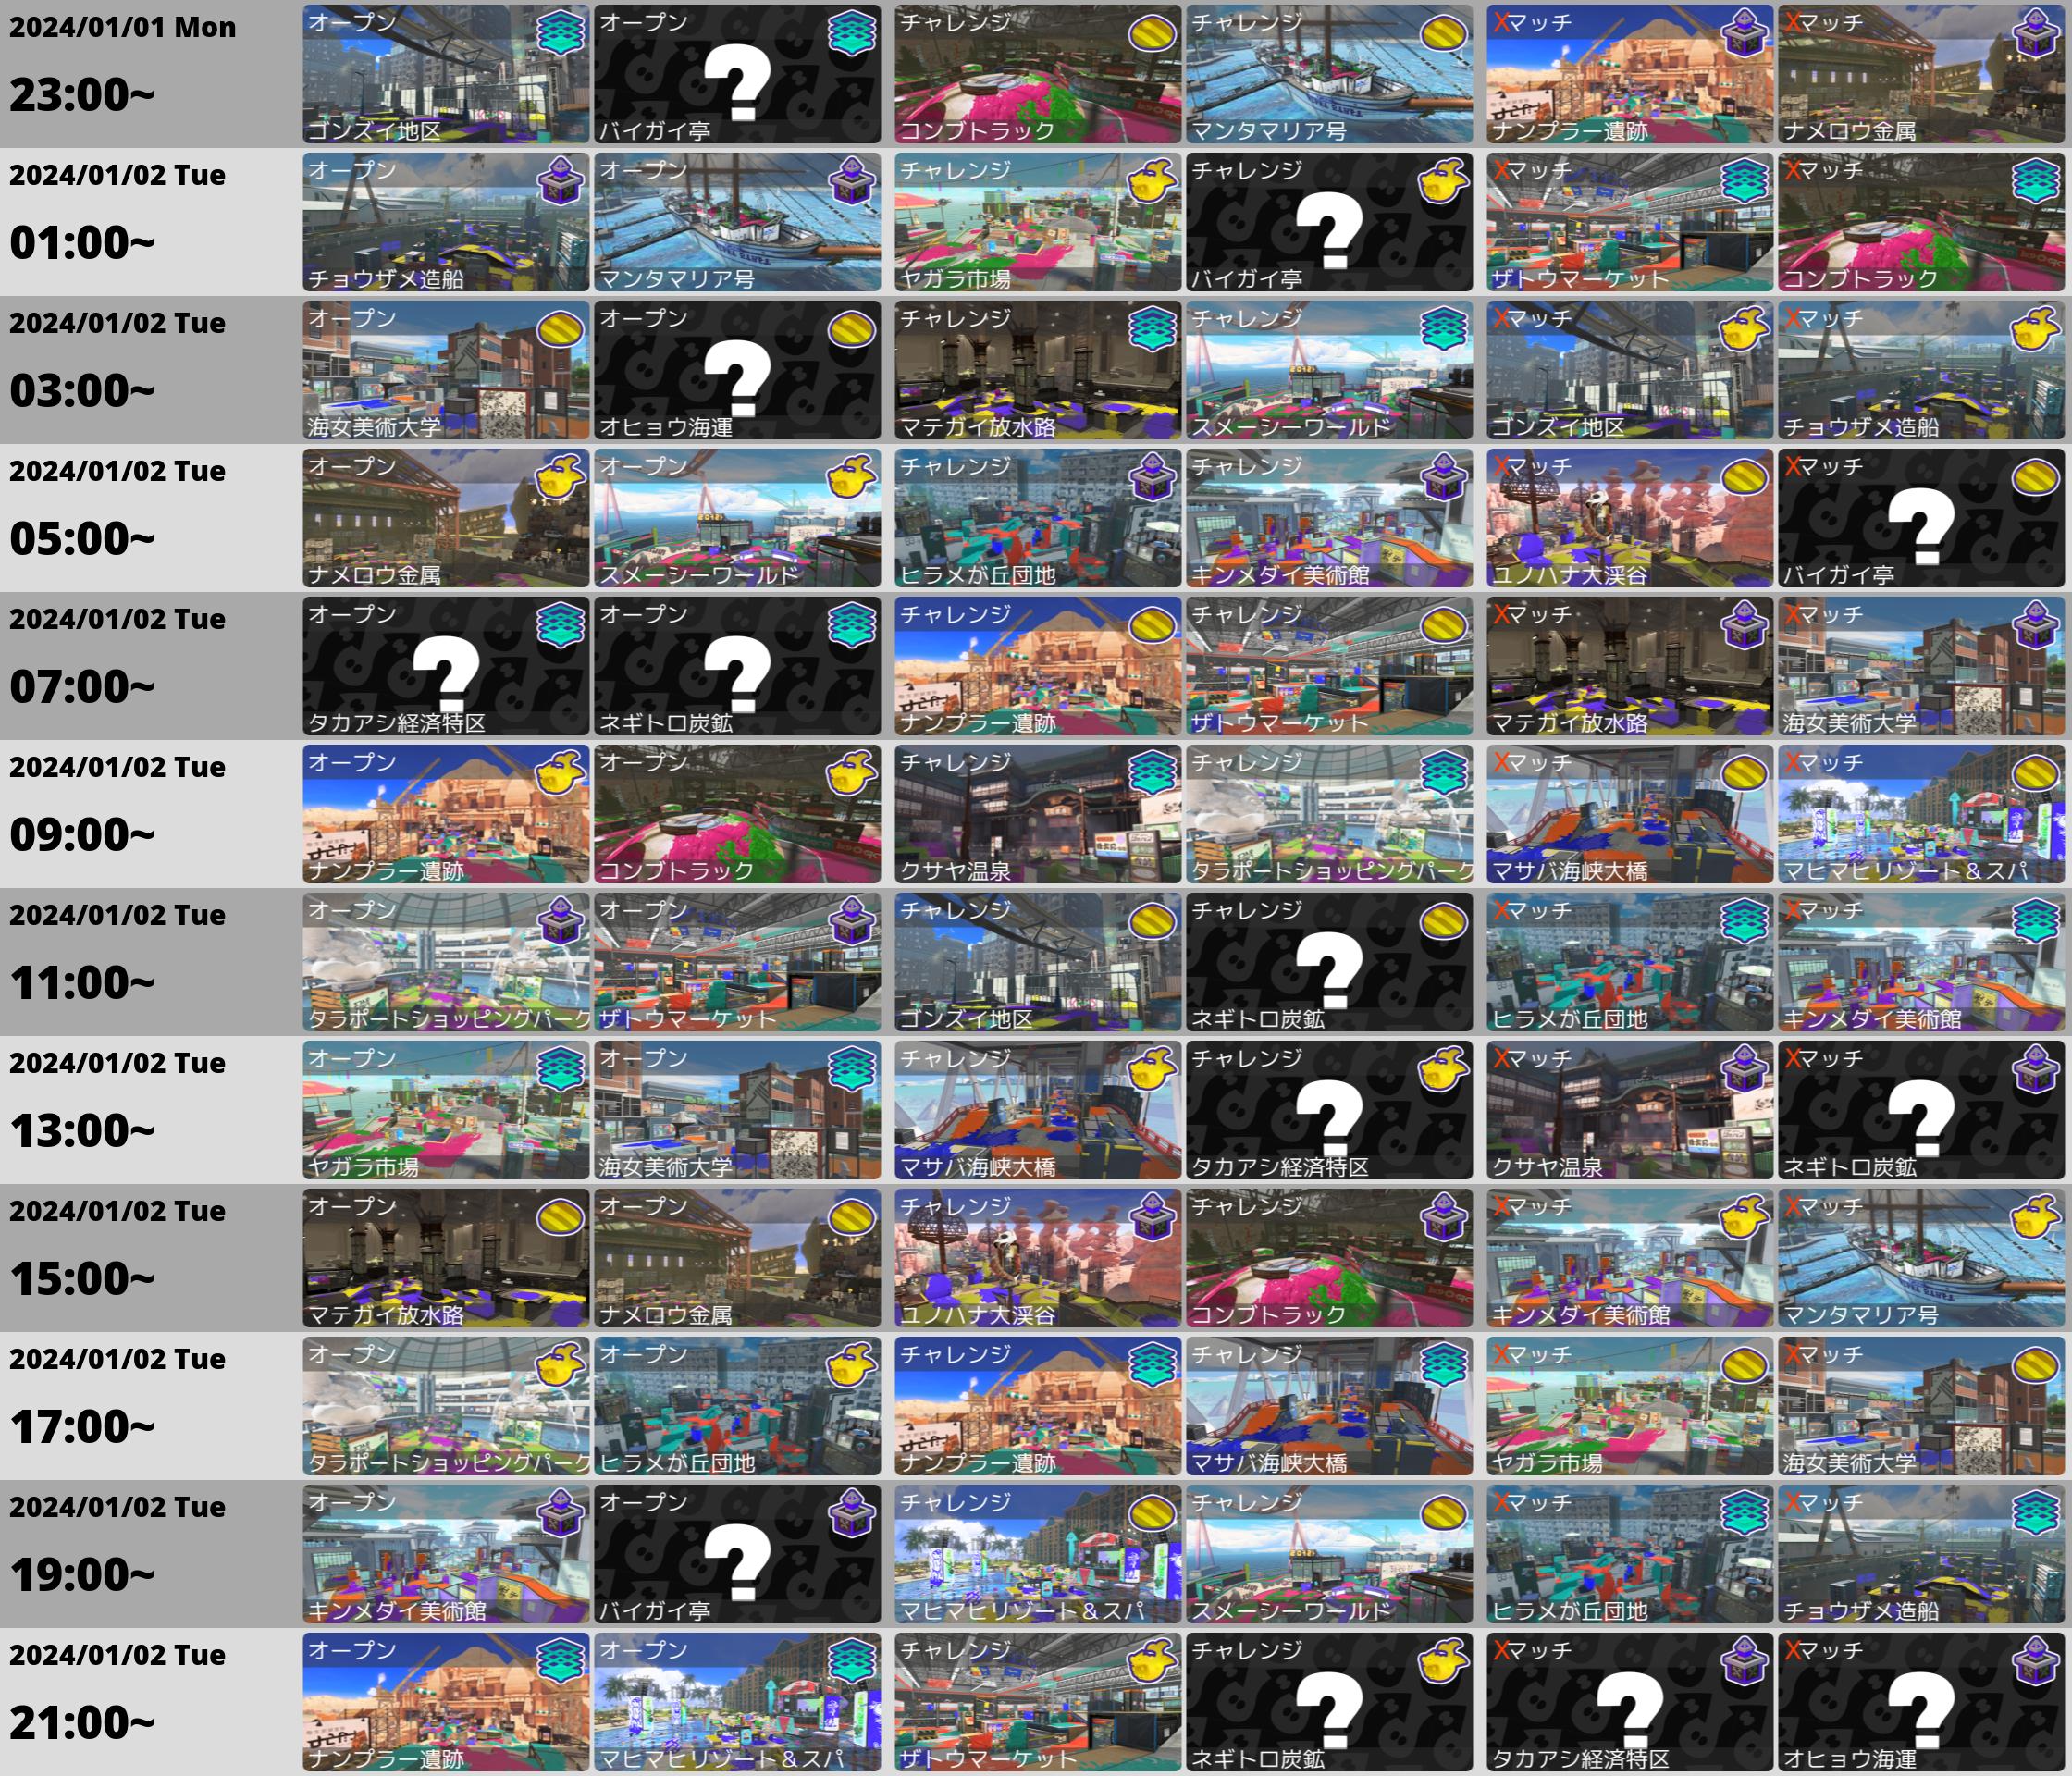 2024/01/01 Mon
23:00~
オープン オープン チャレンジ チャレンジ Xマッチ Xマッチ
ゴンズイ地区 バイガイ亭 コンブトラック マンタマリア号 ナンプラー遺跡 ナメロウ金属
2024/01/02 Tue
01:00~
オープン オープン チャレンジ チャレンジ Xマッチ Xマッチ
チョウザメ造船 マンタマリア号 ヤガラ市場 バイガイ亭 ザトウマーケット コンブトラック
2024/01/02 Tue
03:00~
オープン オープン チャレンジ チャレンジ Xマッチ Xマッチ
海女美術大学 オヒョウ海運 マテガイ放水路 スメーシーワールド ゴンズイ地区 チョウザメ造船
2024/01/02 Tue
05:00~
オープン オープン チャレンジ チャレンジ Xマッチ Xマッチ
ナメロウ金属 スメーシーワールド ヒラメが丘団地 キンメダイ美術館 ユノハナ大渓谷 バイガイ亭
2024/01/02 Tue
07:00~
オープン オープン チャレンジ チャレンジ Xマッチ Xマッチ
タカアシ経済特区 ネギトロ炭鉱 ナンプラー遺跡 ザトウマーケット マテガイ放水路 海女美術大学
2024/01/02 Tue
09:00~
オープン オープン チャレンジ チャレンジ Xマッチ Xマッチ
ナンプラー遺跡 コンブトラック クサヤ温泉 タラポートショッピングパーク マサバ海峡大橋 マヒマヒリゾート＆スパ
2024/01/02 Tue
11:00~
オープン オープン チャレンジ チャレンジ Xマッチ Xマッチ
タラポートショッピングパーク ザトウマーケット ゴンズイ地区 ネギトロ炭鉱 ヒラメが丘団地 キンメダイ美術館
2024/01/02 Tue
13:00~
オープン オープン チャレンジ チャレンジ Xマッチ Xマッチ
ヤガラ市場 海女美術大学 マサバ海峡大橋 タカアシ経済特区 クサヤ温泉 ネギトロ炭鉱
2024/01/02 Tue
15:00~
オープン オープン チャレンジ チャレンジ Xマッチ Xマッチ
マテガイ放水路 ナメロウ金属 ユノハナ大渓谷 コンブトラック キンメダイ美術館 マンタマリア号
2024/01/02 Tue
17:00~
オープン オープン チャレンジ チャレンジ Xマッチ Xマッチ
タラポートショッピングパーク ヒラメが丘団地 ナンプラー遺跡 マサバ海峡大橋 ヤガラ市場 海女美術大学
2024/01/02 Tue
19:00~
オープン オープン チャレンジ チャレンジ Xマッチ Xマッチ
キンメダイ美術館 バイガイ亭 マヒマヒリゾート＆スパ スメーシーワールド ヒラメが丘団地 チョウザメ造船
2024/01/02 Tue
21:00~
オープン オープン チャレンジ チャレンジ Xマッチ Xマッチ
ナンプラー遺跡 マヒマヒリゾート＆スパ ザトウマーケット ネギトロ炭鉱 タカアシ経済特区 オヒョウ海運